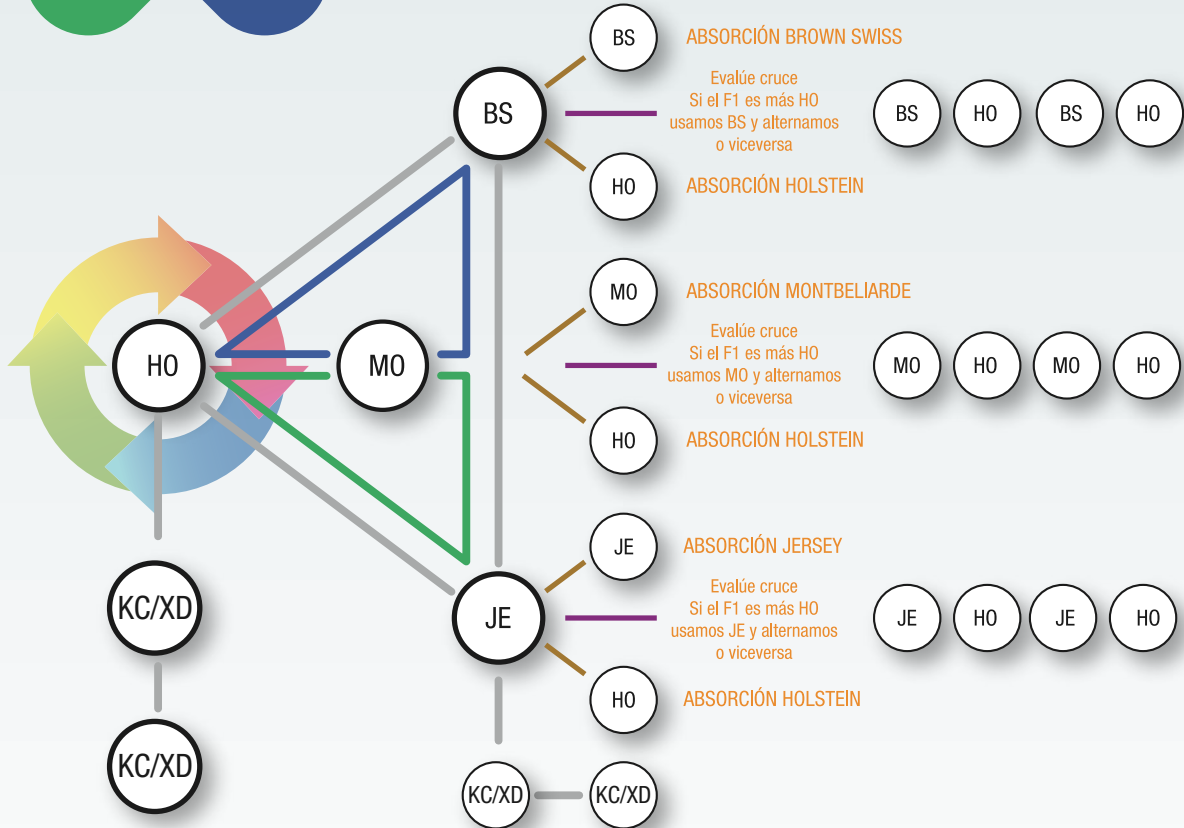 BS
ABSORCIÓN BROWN SWISS
BS
Evalúe cruce
Si el F1 es más HO
usamos BS y alternamos
o viceversa
BS HO BS HO
HO
ABSORCIÓN HOLSTEIN
HO
MO
MO
ABSORCIÓN MONTBELIARDE
Evalúe cruce
Si el F1 es más HO
usamos MO y alternamos
o viceversa
MO HO MO HO
HO
ABSORCIÓN HOLSTEIN
JE
JE
ABSORCIÓN JERSEY
Evalúe cruce
Si el F1 es más HO
usamos JE y alternamos
o viceversa
JE HO JE HO
HO
ABSORCIÓN HOLSTEIN
KC/XD
KC/XD
KC/XD
KC/XD